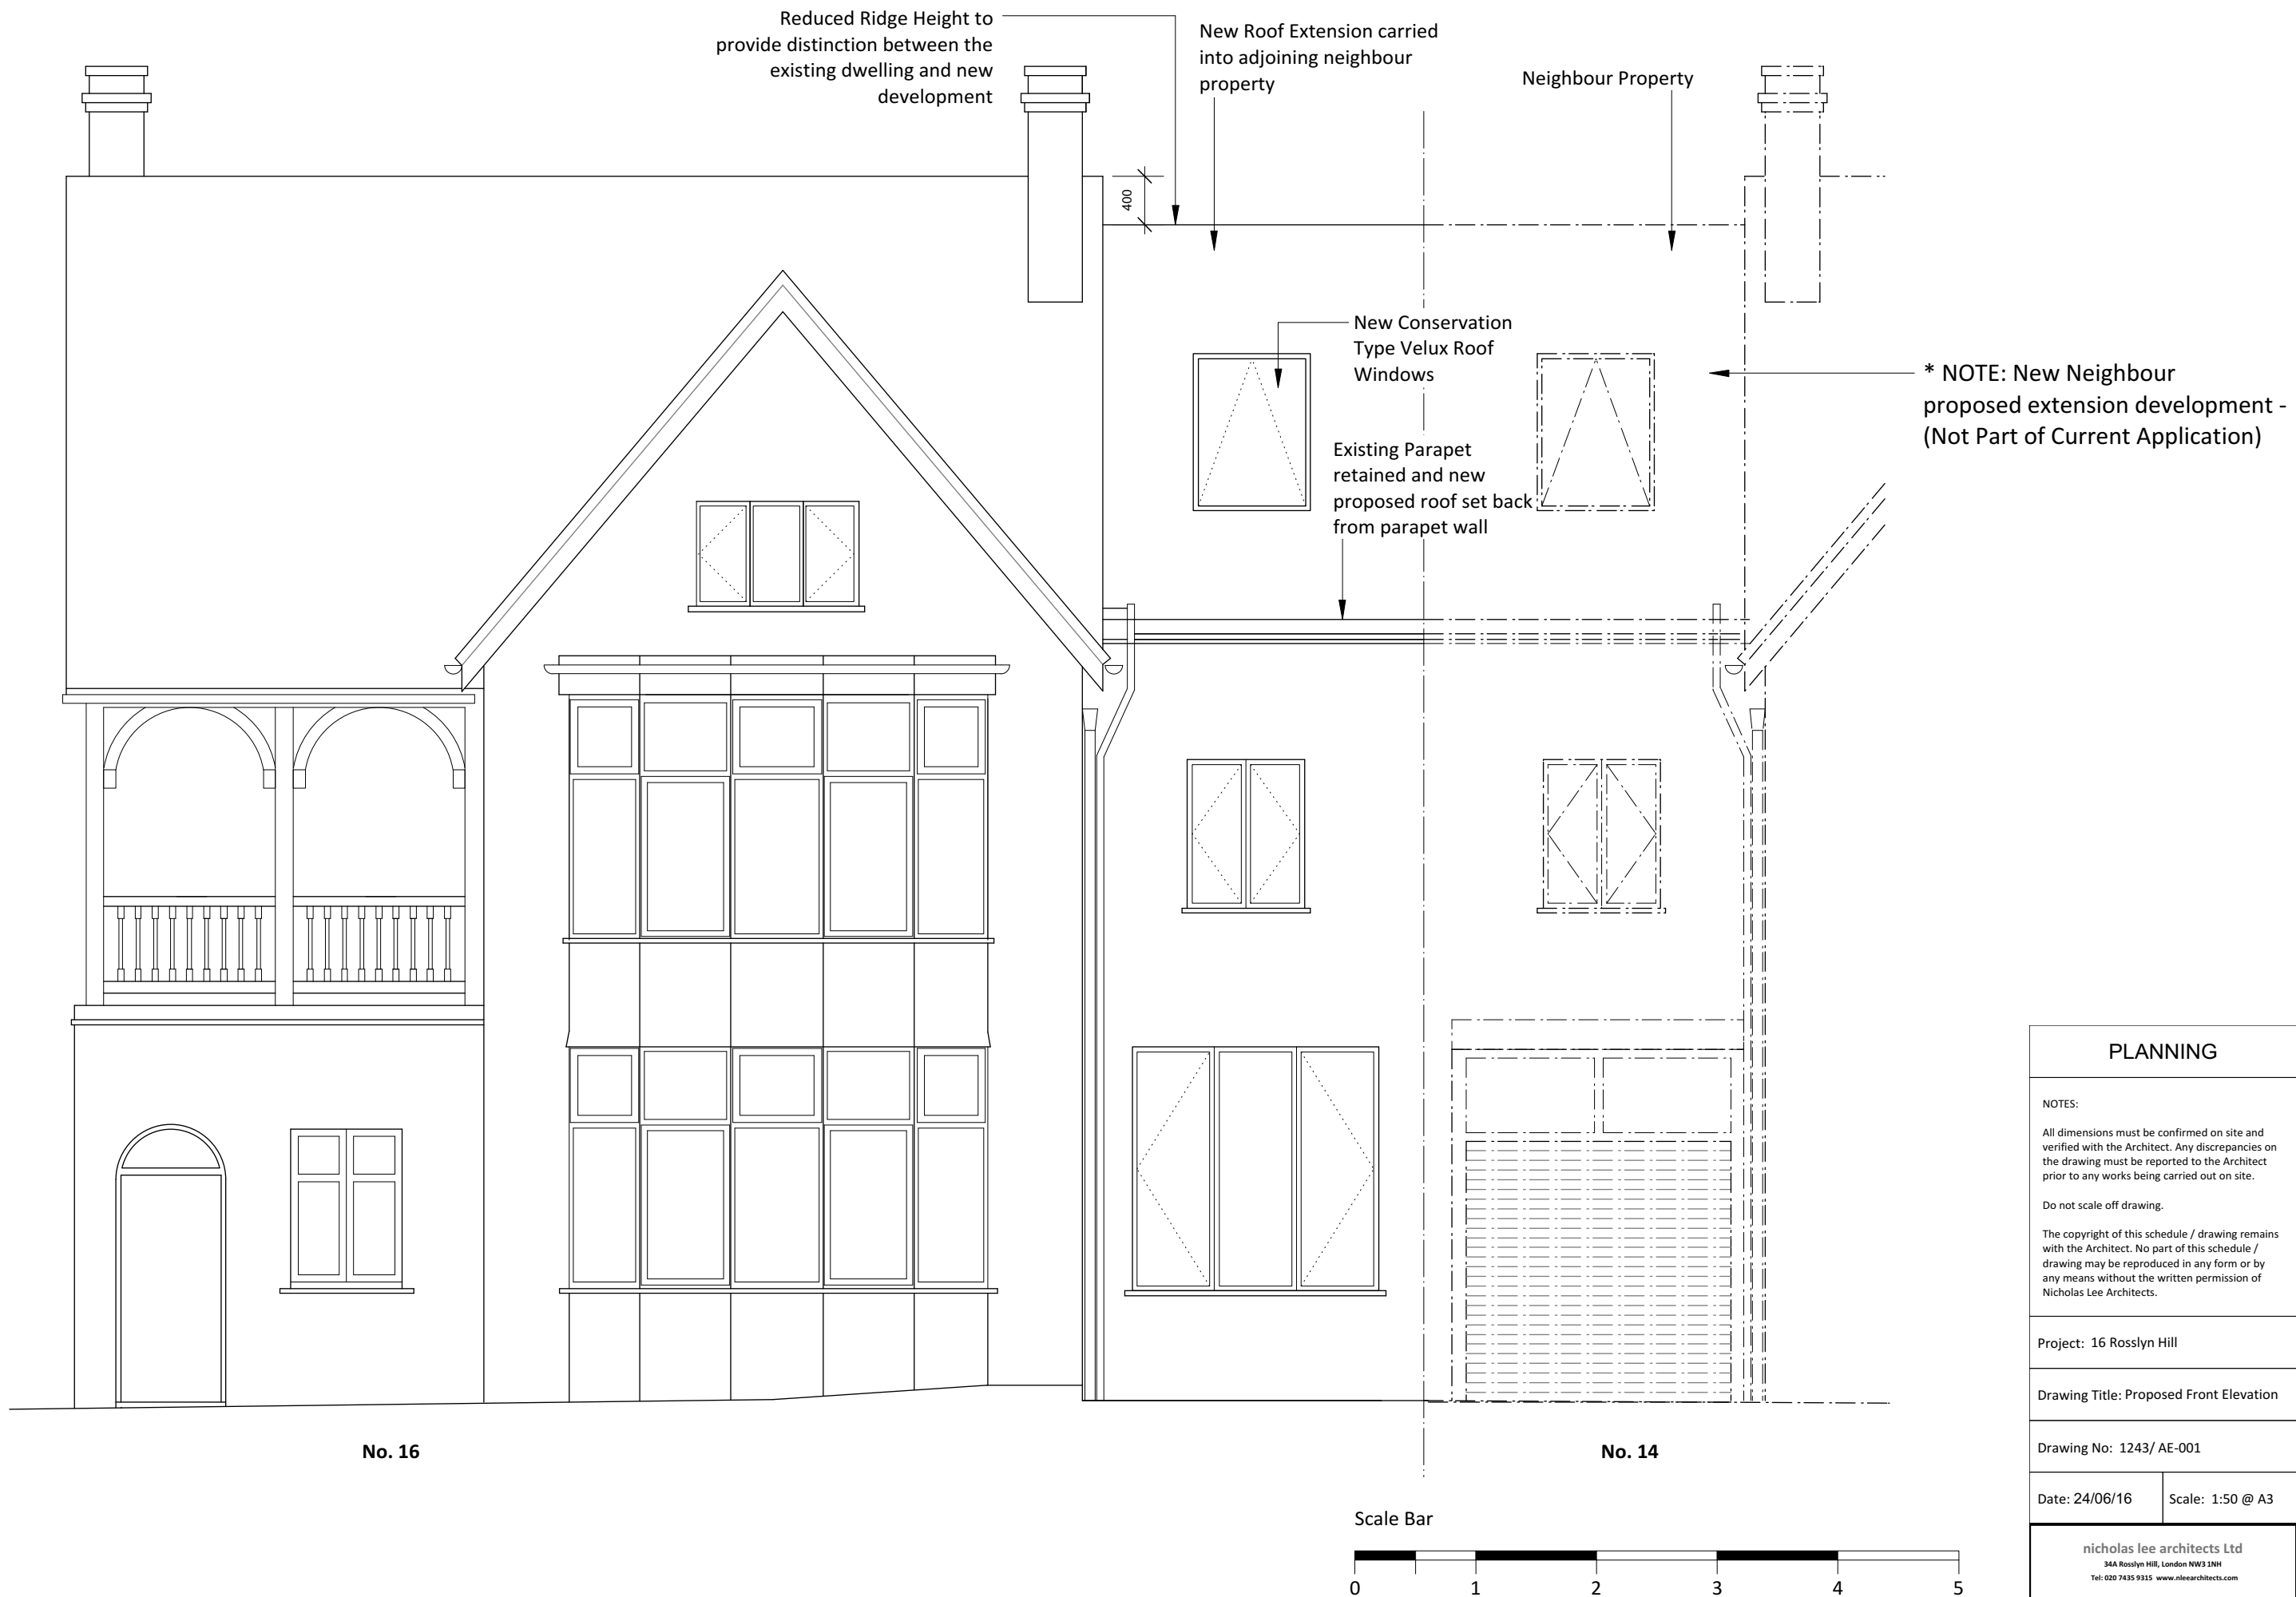 Reduced Ridge Height to
provide distinction between the
existing dwelling and new
development
New Roof Extension carried
into adjoining neighbour
property
Neighbour Property
400
New Conservation
Type Velux Roof
Windows
* NOTE: New Neighbour
proposed extension development -
(Not Part of Current Application)
Existing Parapet
retained and new
proposed roof set back
from parapet wall
No. 16
No. 14
Scale Bar
0 1 2 3 4 5
PLANNING
NOTES:
All dimensions must be confirmed on site and
verified with the Architect. Any discrepancies on
the drawing must be reported to the Architect
prior to any works being carried out on site.
Do not scale off drawing.
The copyright of this schedule / drawing remains
with the Architect. No part of this schedule /
drawing may be reproduced in any form or by
any means without the written permission of
Nicholas Lee Architects.
Project: 16 Rosslyn Hill
Drawing Title: Proposed Front Elevation
Drawing No: 1243/ AE-001
Date: 24/06/16
Scale: 1:50 @ A3
nicholas lee architects Ltd
34A Rosslyn Hill, London NW3 1NH
Tel: 020 7435 9315 www.nleearchitects.com